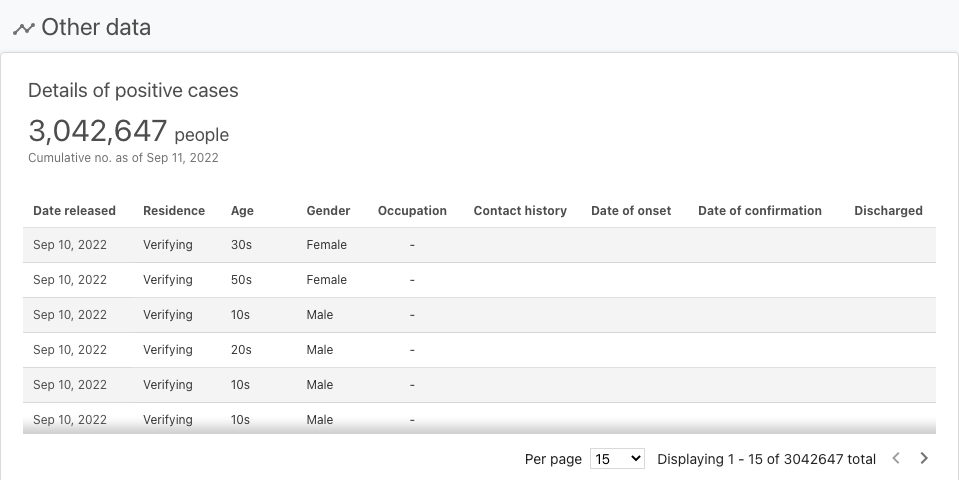 Other data
Details of positive cases
3,042,647 people
Cumulative no. as of Sep 11, 2022
Date released Residence Age Gender Occupation Contact history Date of onset Date of confirmation Discharged
Sep 10, 2022 Verifying 30s Female -
Sep 10, 2022 Verifying 50s Female -
Sep 10, 2022 Verifying 10s Male -
Sep 10, 2022 Verifying 20s Male -
Sep 10, 2022 Verifying 10s Male -
Sep 10, 2022 Verifying 10s Male -
Per page 15 Displaying 1 - 15 of 3042647 total